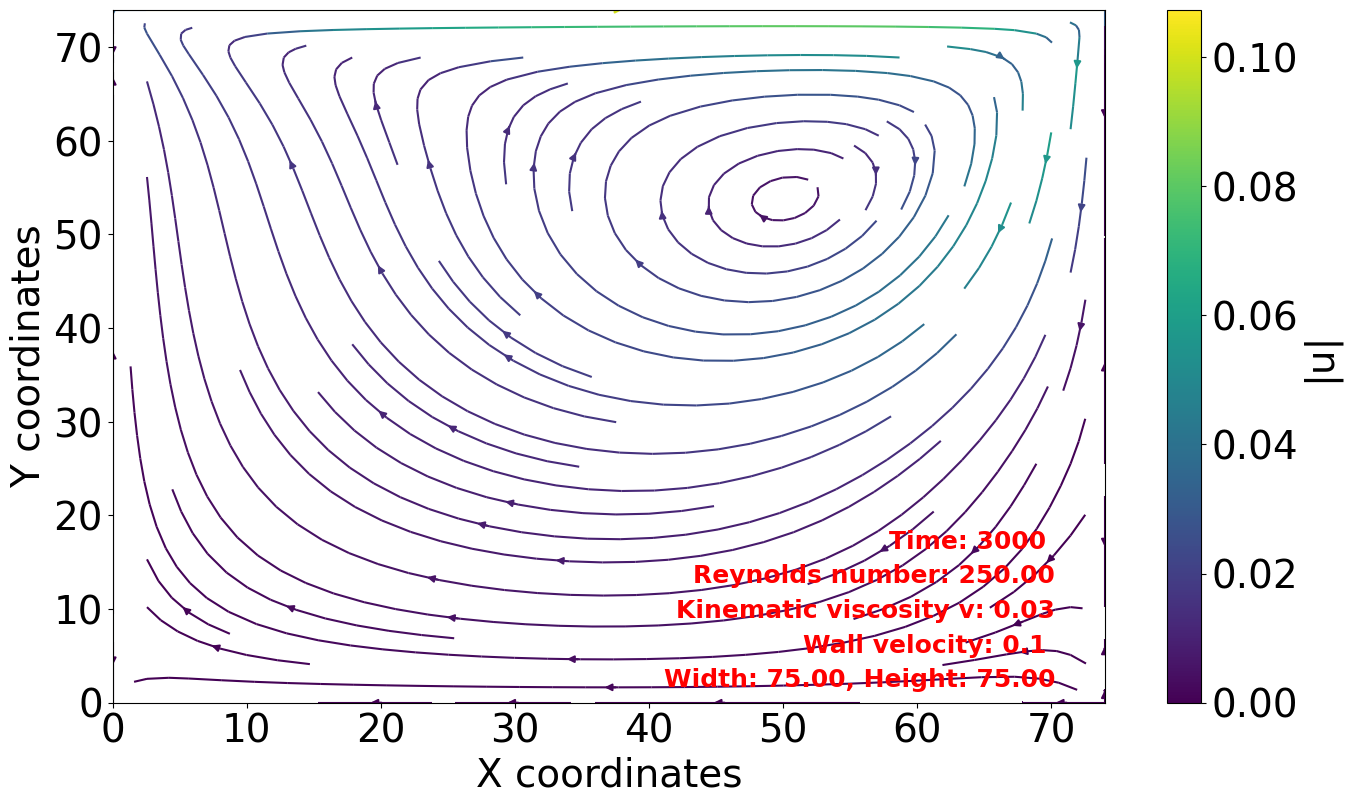 70
60
50
40
30
20
10
0
Y coordinates
0 10 20 30 40 50 60 70
X coordinates
Time: 3000
Reynolds number: 250.00
Kinematic viscosity v: 0.03
Wall velocity: 0.1
Width: 75.00, Height: 75.00
0.10
0.08
0.06
0.04
0.02
0.00
|u|